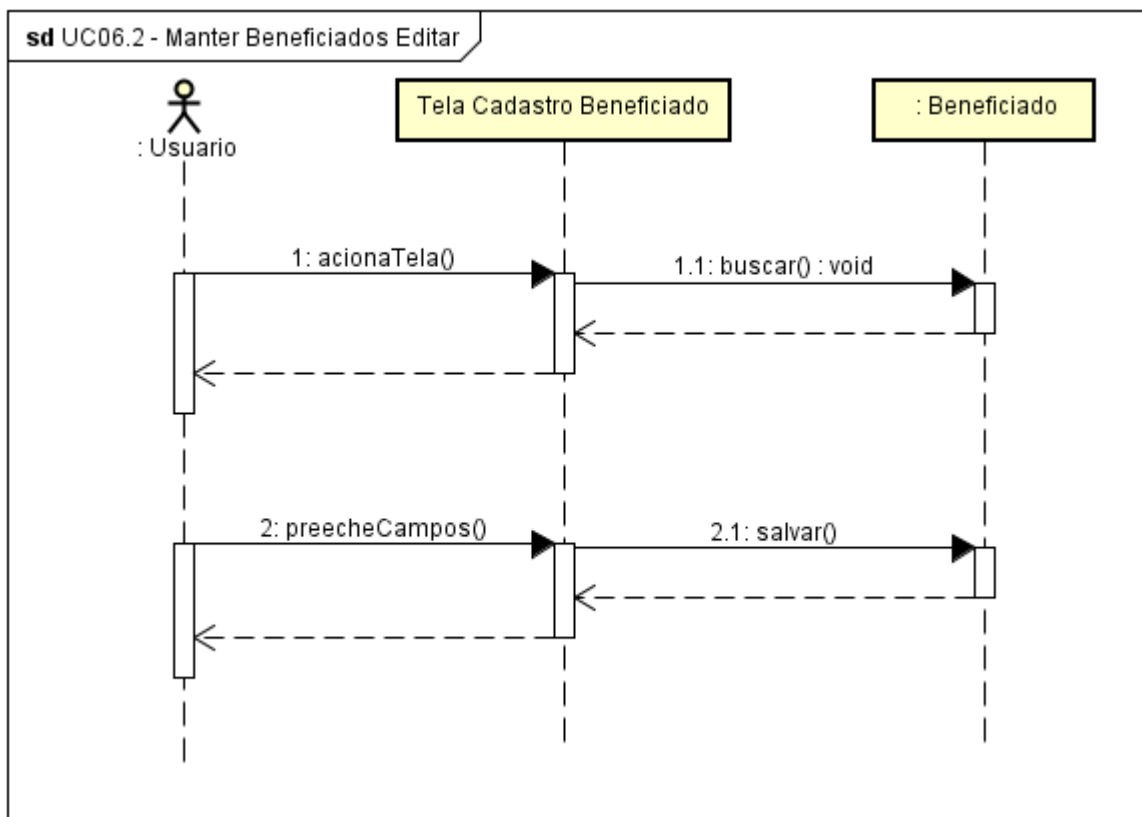 sd UC06.2 - Manter Beneficiados Editar
Tela Cadastro Beneficiado
: Beneficiado
: Usuario
1: acionaTela()
1.1: buscar() : void
2: preecheCampos()
2.1: salvar()